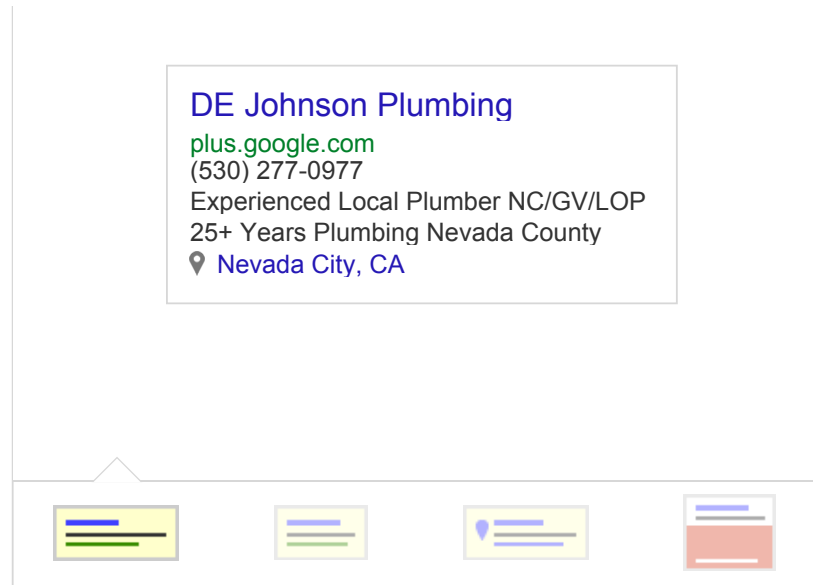 DE Johnson Plumbing
plus.google.com
(530) 277-0977
Experienced Local Plumber NC/GV/LOP
25+ Years Plumbing Nevada County
Nevada City, CA